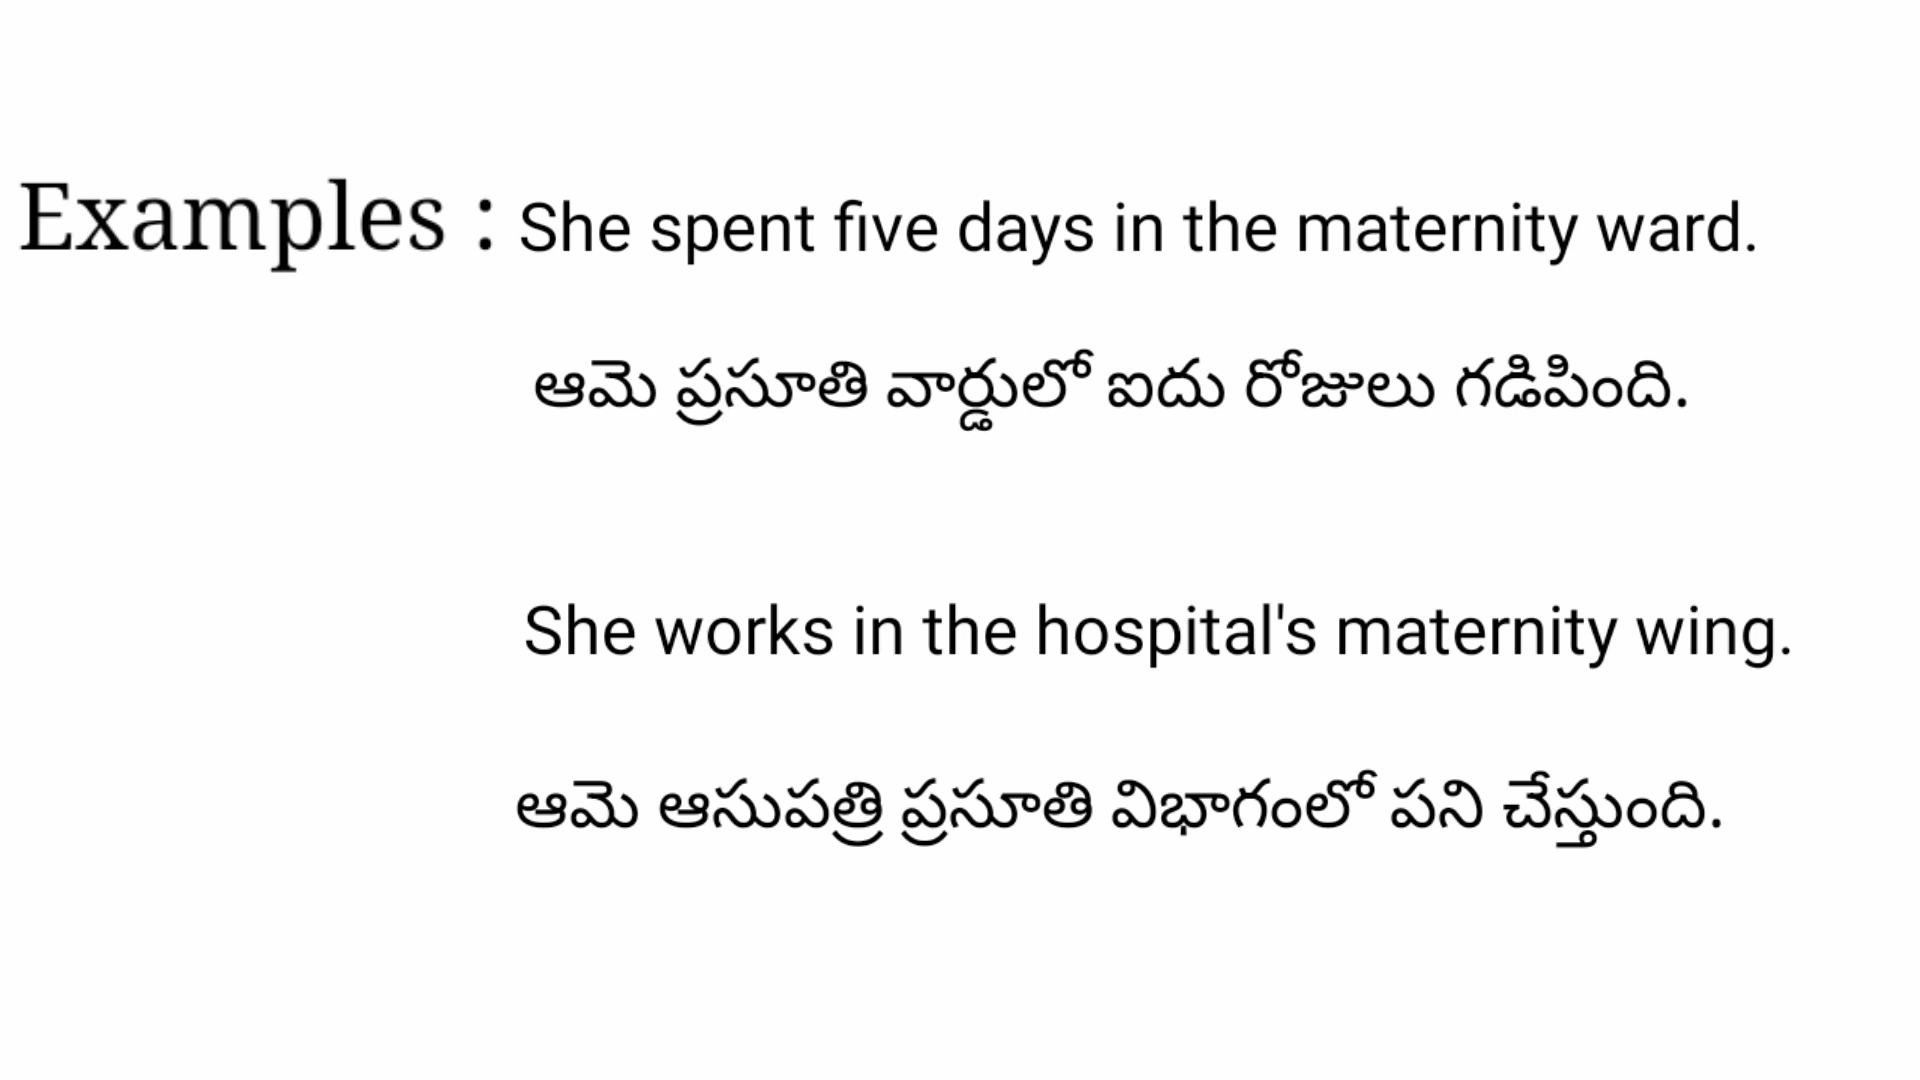 Examples : She spent five days in the maternity ward.
ఆమె ప్రసూతి వార్డులో ఐదు రోజులు గడిపింది.
She works in the hospital's maternity wing.
ఆమె ఆసుపత్రి ప్రసూతి విభాగంలో పని చేస్తుంది.